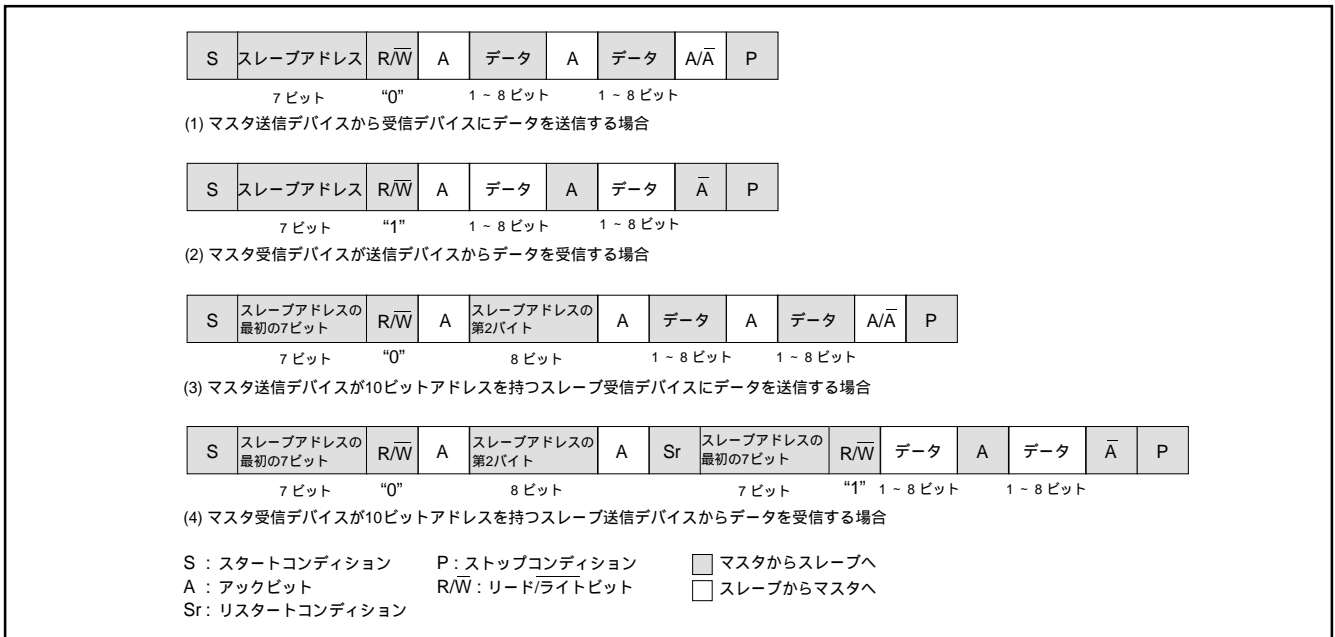 S スレーブアドレス R/W̅ A データ A データ A/A̅ P
7 ビット “0” 1 ~ 8 ビット 1 ~ 8 ビット
(1) マスタ送信デバイスから受信デバイスにデータを送信する場合
S スレーブアドレス R/W̅ A データ A データ A̅ P
7 ビット “1” 1 ~ 8 ビット 1 ~ 8 ビット
(2) マスタ受信デバイスが送信デバイスからデータを受信する場合
S スレーブアドレスの最初の7ビット R/W̅ A スレーブアドレスの第2バイト A データ A データ A/A̅ P
7 ビット “0” 8 ビット 1 ~ 8 ビット 1 ~ 8 ビット
(3) マスタ送信デバイスが10ビットアドレスを持つスレーブ受信デバイスにデータを送信する場合
S スレーブアドレスの最初の7ビット R/W̅ A スレーブアドレスの第2バイト A Sr スレーブアドレスの最初の7ビット R/W̅ データ A データ A̅ P
7 ビット “0” 8 ビット 7 ビット “1” 1 ~ 8 ビット 1 ~ 8 ビット
(4) マスタ受信デバイスが10ビットアドレスを持つスレーブ送信デバイスからデータを受信する場合
S : スタートコンディション P : ストップコンディション マスタからスレーブへ
A : アックビット R/W̅ : リード/ラ̅イ̅ト̅ビット スレーブからマスタへ
Sr : リスタートコンディション